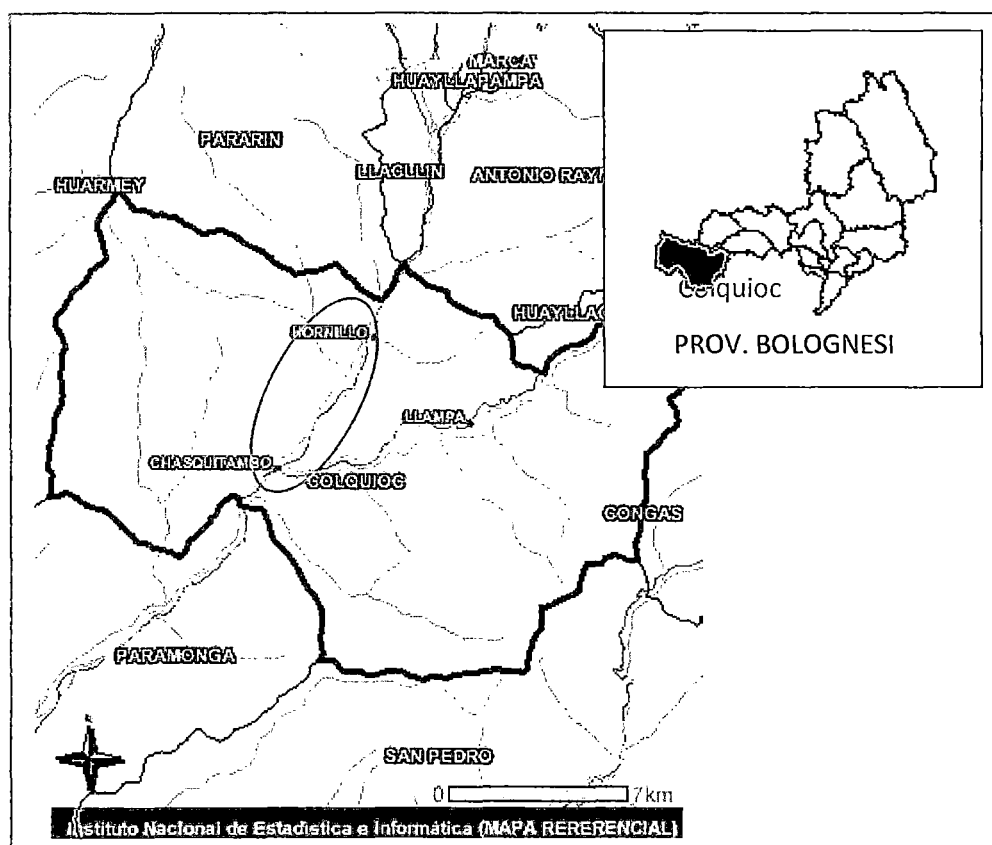 MARCA
HUAYLLAPAMPA
PARARIN
LLACLLIN
ANTONIO RAY
HUARMEY
HUAYLLAC
HORNILLO
LLAMPA
CHASQUITAMBO
COLQUIOC
CONGAS
PARAMONGA
SAN PEDRO
0 7km
Instituto Nacional de Estadística e Informática (MAPA RERERENCIAL)
Colquioc
PROV. BOLOGNESI